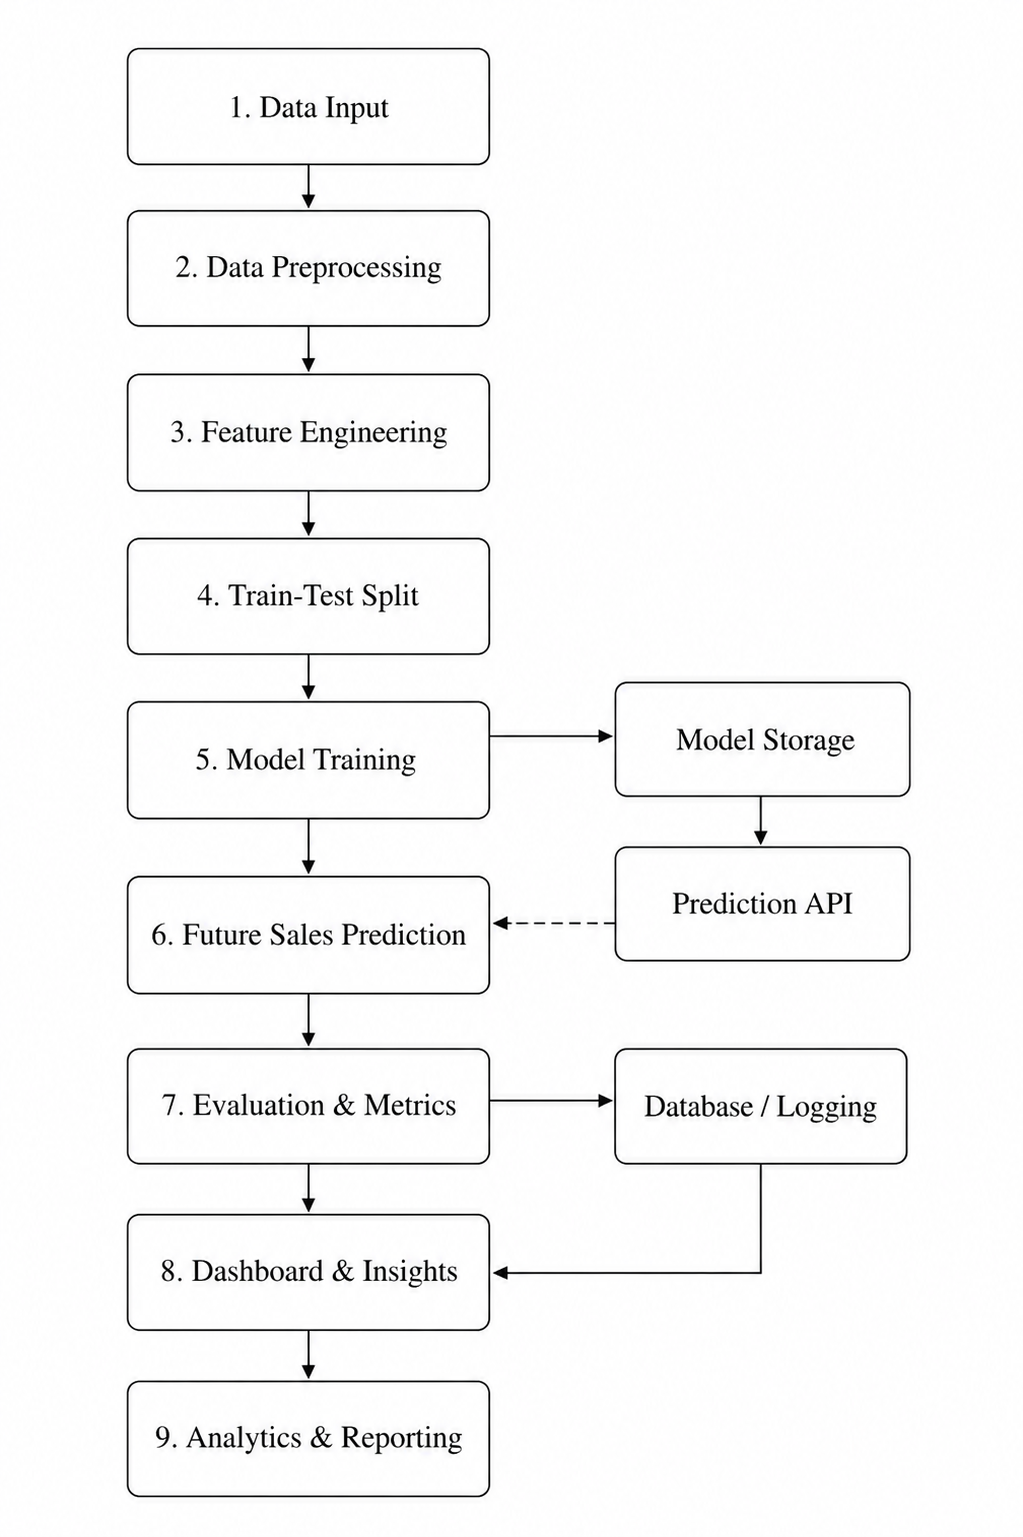 1. Data Input
2. Data Preprocessing
3. Feature Engineering
4. Train-Test Split
5. Model Training
Model Storage
Prediction API
6. Future Sales Prediction
7. Evaluation & Metrics
Database / Logging
8. Dashboard & Insights
9. Analytics & Reporting